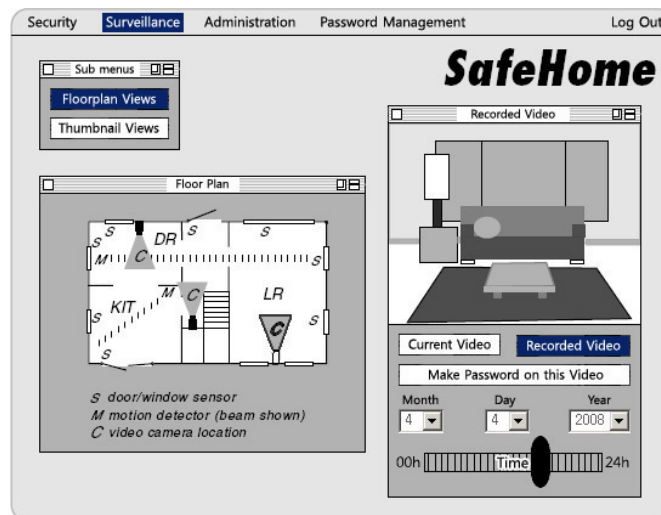 Security Surveillance Administration Password Management Log Out
SafeHome
Sub menus
Floorplan Views
Thumbnail Views
Floor Plan
S S S
S DR
S M C S
M C LR
KIT
S C S
S
S door/window sensor
M motion detector (beam shown)
C video camera location
Recorded Video
Current Video Recorded Video
Make Password on this Video
Month Day Year
4 4 2008
00h Time 24h